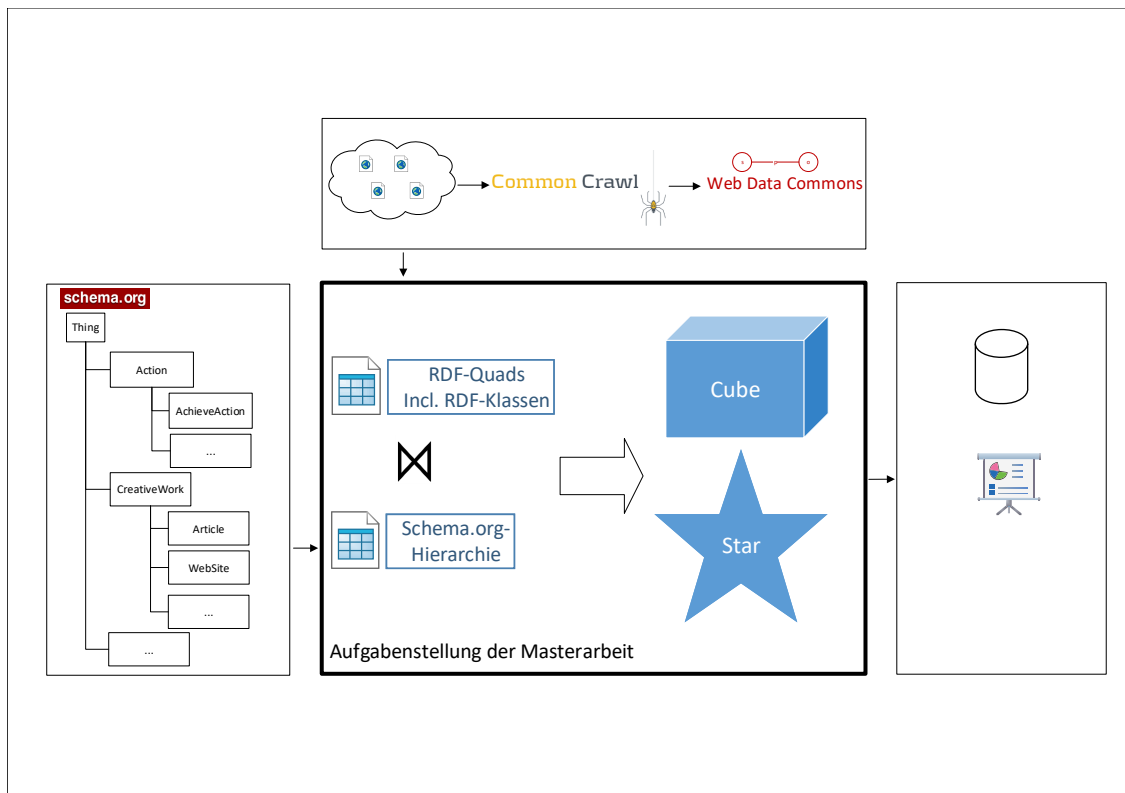 Common Crawl
S P O
Web Data Commons
schema.org
Thing
Action
AchieveAction
...
CreativeWork
Article
WebSite
...
...
RDF-Quads
Incl. RDF-Klassen
Schema.org-
Hierarchie
Cube
Star
Aufgabenstellung der Masterarbeit